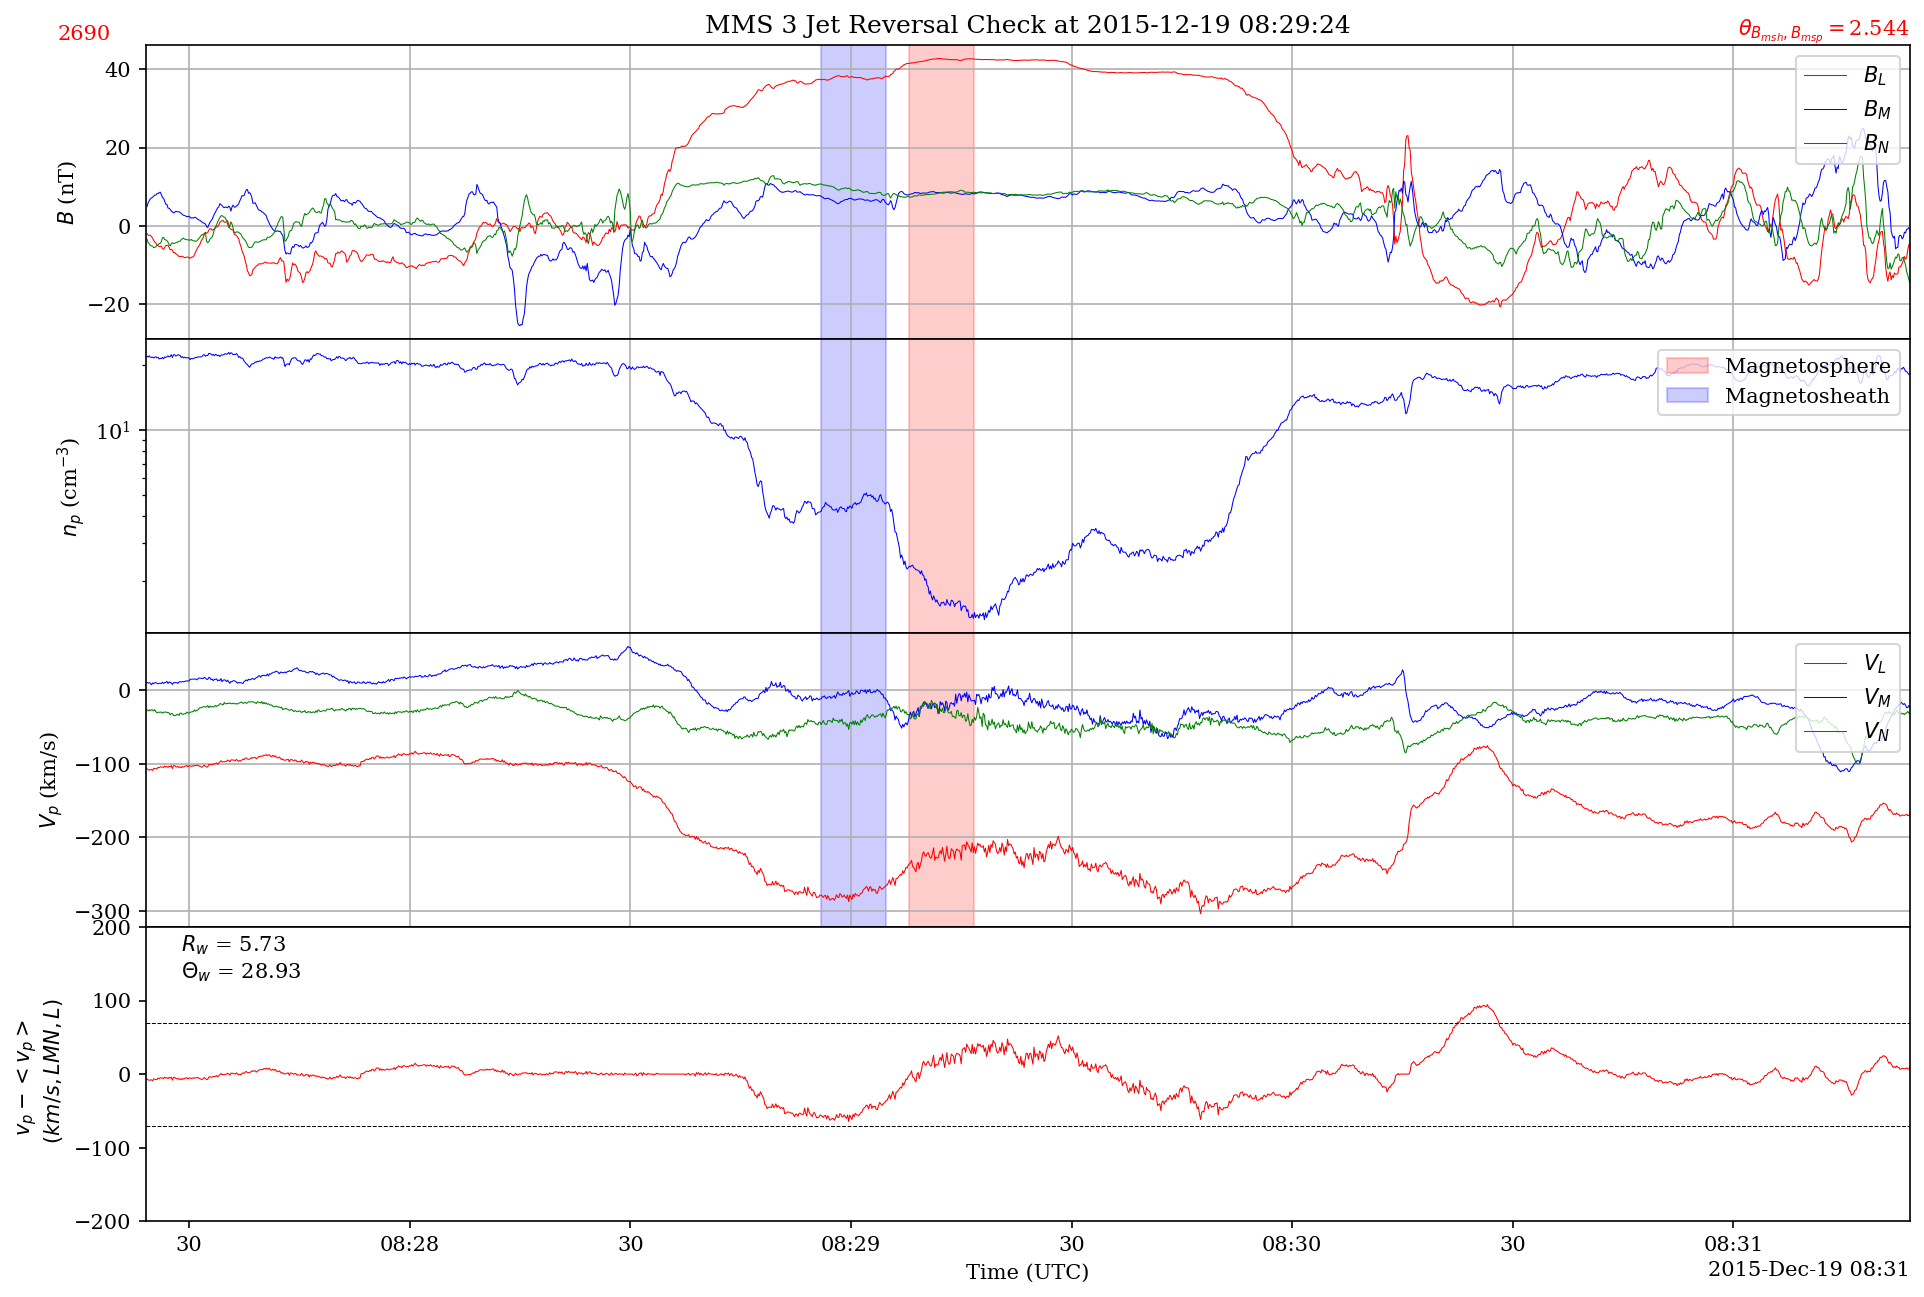 2690
MMS 3 Jet Reversal Check at 2015-12-19 08:29:24
θ_{B_{msh}, B_{msp}} = 2.544
40
20
0
−20
B (nT)
B_L
B_M
B_N
10^1
n_p (cm^{−3})
Magnetosphere
Magnetosheath
0
−100
−200
−300
V_p (km/s)
V_L
V_M
V_N
200
100
0
−100
−200
v_p − < v_p >
(km/s, LMN, L)
R_w = 5.73
Θ_w = 28.93
30
08:28
30
08:29
30
08:30
30
08:31
Time (UTC)
2015-Dec-19 08:31